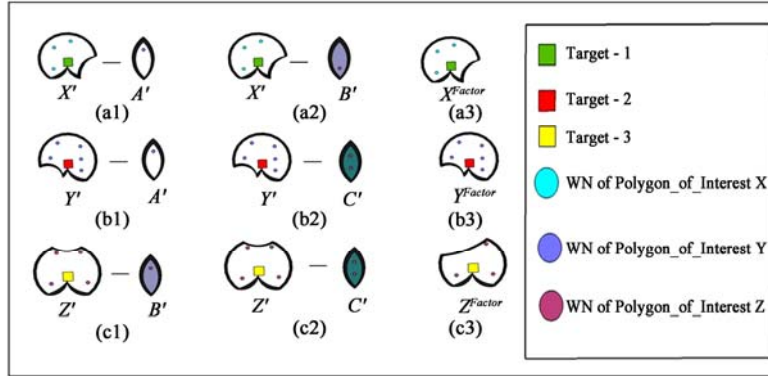 X' — A'
(a1)
X' — B'
(a2)
X^Factor
(a3)
Y' — A'
(b1)
Y' — C'
(b2)
Y^Factor
(b3)
Z' — B'
(c1)
Z' — C'
(c2)
Z^Factor
(c3)
Target - 1
Target - 2
Target - 3
WN of Polygon_of_Interest X
WN of Polygon_of_Interest Y
WN of Polygon_of_Interest Z